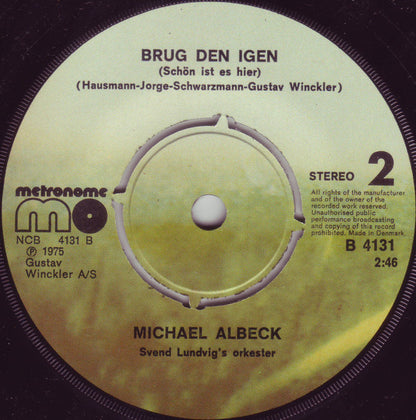 BRUG DEN IGEN
(Schön ist es hier)
(Hausmann-Jorge-Schwarzmann-Gustav Winckler)
metronome
mo
NCB 4131 B
Ⓟ 1975
Gustav
Winckler A/S
STEREO 2
All rights of the manufacturer
and of the owner of the
recorded work reserved.
Unauthorised public
performance broadcasting
and copying of this record
prohibited. Made in Denmark.
B 4131
2:46
MICHAEL ALBECK
Svend Lundvig's orkester